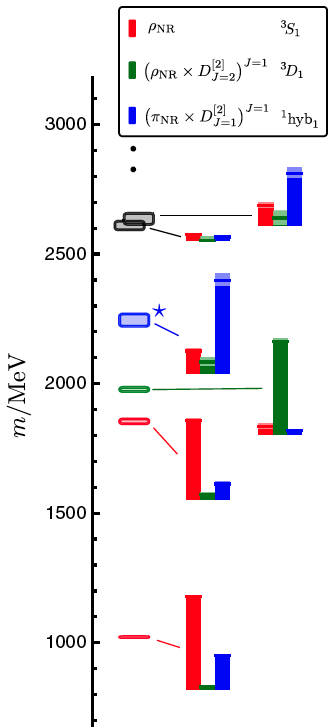 ρ_NR ³S₁
(ρ_NR × D^[2]_{J=2})^{J=1} ³D₁
(π_NR × D^[2]_{J=1})^{J=1} ¹hyb₁
3000
2500
2000
1500
1000
m/MeV